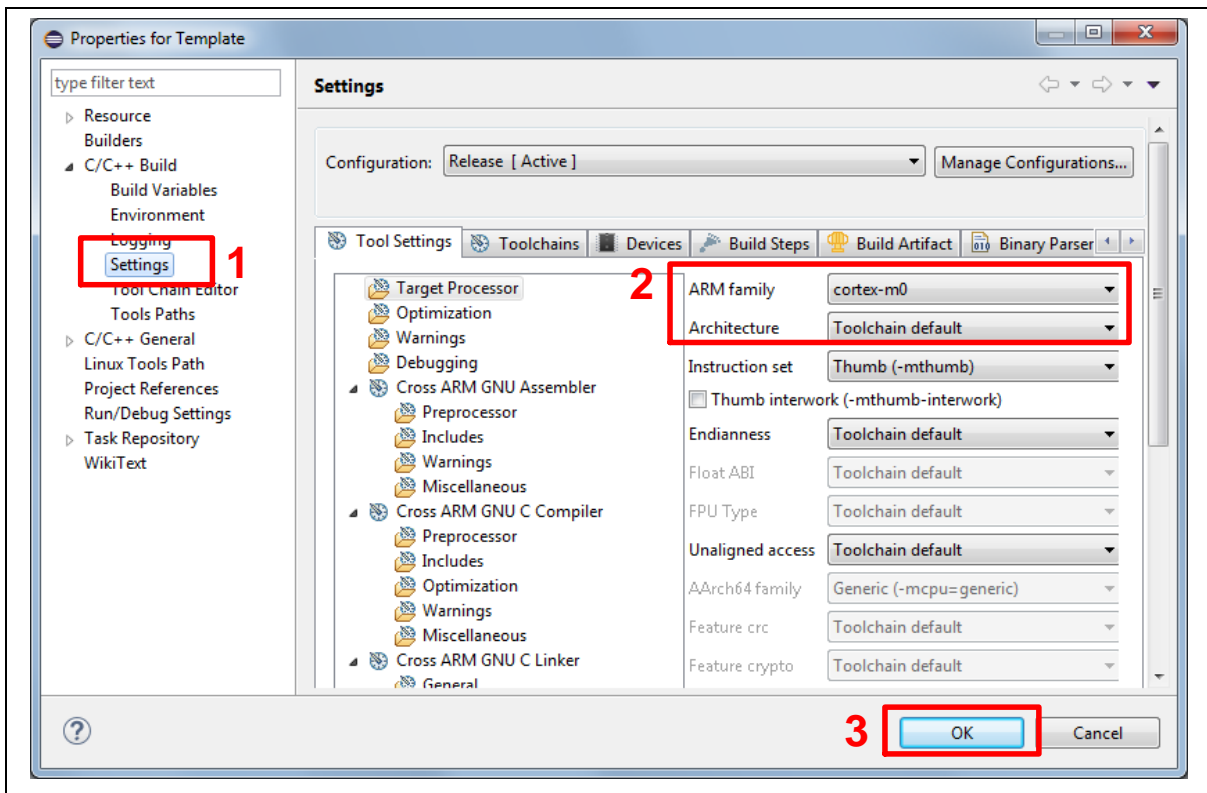 Properties for Template
type filter text
Resource
Builders
C/C++ Build
Build Variables
Environment
Logging
Settings
1
Tool Chain Editor
Tools Paths
C/C++ General
Linux Tools Path
Project References
Run/Debug Settings
Task Repository
WikiText
Settings
Configuration: Release [ Active ] Manage Configurations...
Tool Settings Toolchains Devices Build Steps Build Artifact Binary Parser
Target Processor
Optimization
Warnings
Debugging
Cross ARM GNU Assembler
Preprocessor
Includes
Warnings
Miscellaneous
Cross ARM GNU C Compiler
Preprocessor
Includes
Optimization
Warnings
Miscellaneous
Cross ARM GNU C Linker
General
2
ARM family cortex-m0
Architecture Toolchain default
Instruction set Thumb (-mthumb)
Thumb interwork (-mthumb-interwork)
Endianness Toolchain default
Float ABI Toolchain default
FPU Type Toolchain default
Unaligned access Toolchain default
AArch64 family Generic (-mcpu=generic)
Feature crc Toolchain default
Feature crypto Toolchain default
3
OK Cancel